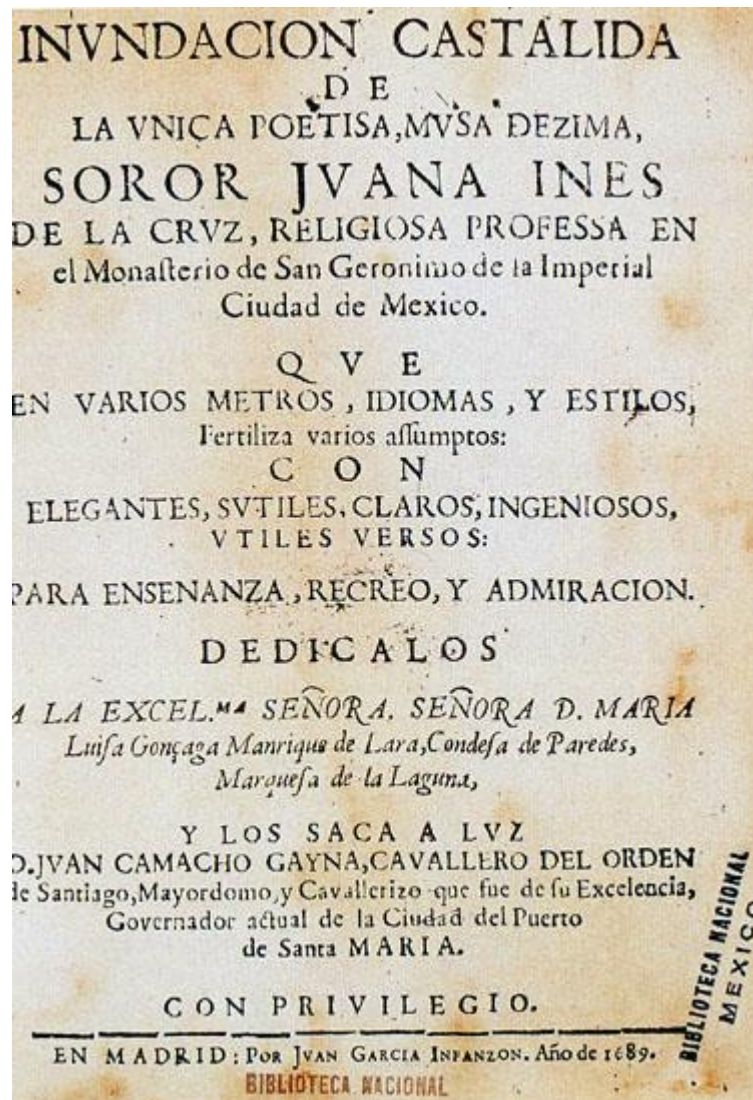 INVNDACION CASTALIDA
DE
LA VNICA POETISA, MVSA DEZIMA,
SOROR JVANA INES
DE LA CRVZ, RELIGIOSA PROFESSA EN
el Monaſterio de San Geronimo de la Imperial
Ciudad de Mexico.
QVE
EN VARIOS METROS, IDIOMAS, Y ESTILOS,
Fertiliza varios aſſumptos:
CON
ELEGANTES, SVTILES, CLAROS, INGENIOSOS,
VTILES VERSOS:
PARA ENSENANZA, RECREO, Y ADMIRACION.
DEDICALOS
A LA EXCEL.MA SEÑORA. SEÑORA D. MARIA
Luiſa Gonçaga Manrique de Lara, Condeſa de Paredes,
Marqueſa de la Laguna,
Y LOS SACA A LVZ
D. JVAN CAMACHO GAYNA, CAVALLERO DEL ORDEN
de Santiago, Mayordomo, y Cavallerizo que fue de ſu Excelencia,
Governador actual de la Ciudad del Puerto
de Santa MARIA.
CON PRIVILEGIO.
EN MADRID: POR JVAN GARCIA INFANZON. Año de 1689.
BIBLIOTECA NACIONAL
BIBLIOTECA NACIONAL
MEXICO